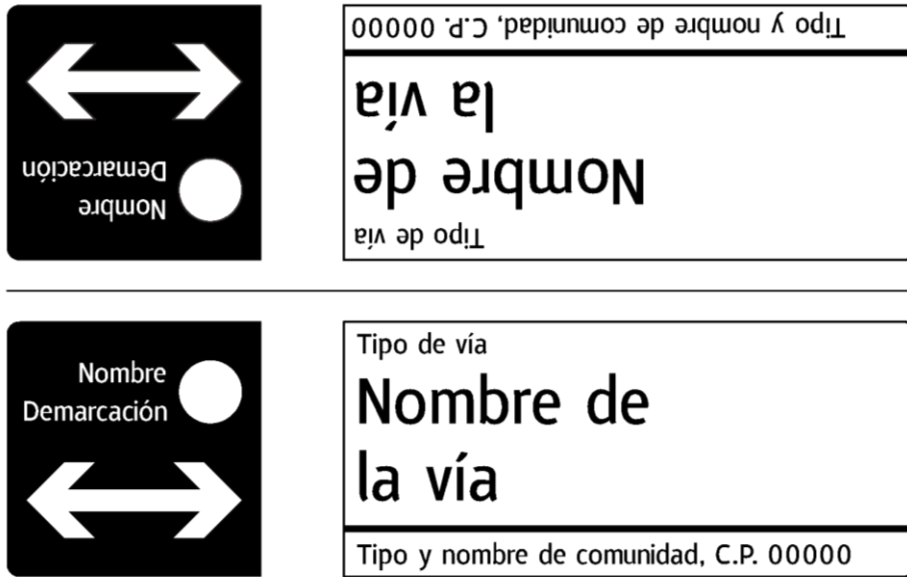 Nombre
Demarcación
Tipo de vía
Nombre de
la vía
Tipo y nombre de comunidad, C.P. 00000
Nombre
Demarcación
Tipo de vía
Nombre de
la vía
Tipo y nombre de comunidad, C.P. 00000